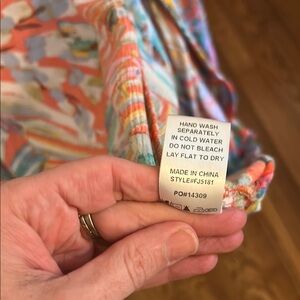 HAND WASH
SEPARATELY
IN COLD WATER
DO NOT BLEACH
LAY FLAT TO DRY
MADE IN CHINA
STYLE#FJ5181
PO#14309